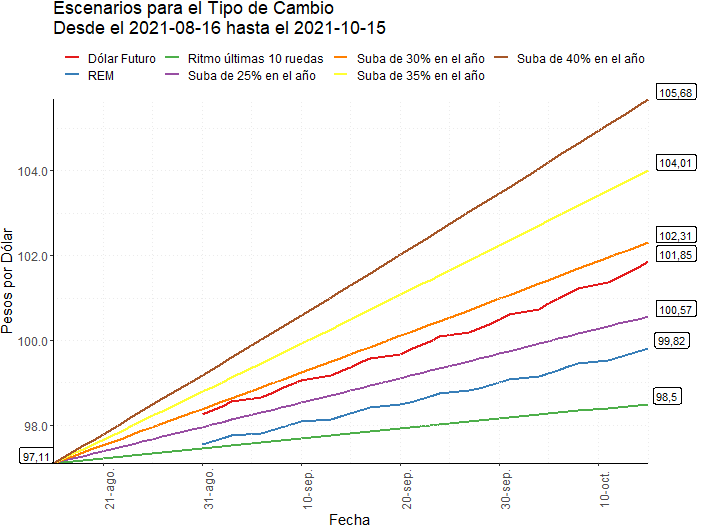 Escenarios para el Tipo de Cambio
Desde el 2021-08-16 hasta el 2021-10-15
Dólar Futuro Ritmo últimas 10 ruedas Suba de 30% en el año Suba de 40% en el año
REM Suba de 25% en el año Suba de 35% en el año
105,68
104,01
102,31
101,85
100,57
99,82
98,5
97,11
104.0
102.0
100.0
98.0
Pesos por Dólar
21-ago.
31-ago.
10-sep.
20-sep.
30-sep.
10-oct.
Fecha